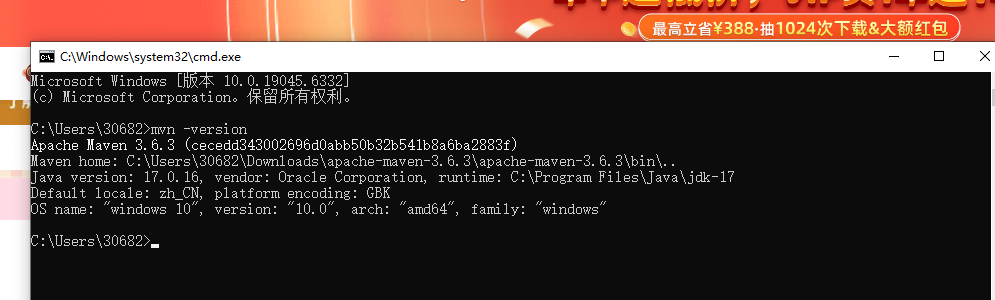 最高立省¥388·抽1024次下载&大额红包
C:\Windows\system32\cmd.exe
Microsoft Windows [版本 10.0.19045.6332]
(c) Microsoft Corporation。保留所有权利。
C:\Users\30682>mvn -version
Apache Maven 3.6.3 (cecedd343002696d0abb50b32b541b8a6ba2883f)
Maven home: C:\Users\30682\Downloads\apache-maven-3.6.3\apache-maven-3.6.3\bin\..
Java version: 17.0.16, vendor: Oracle Corporation, runtime: C:\Program Files\Java\jdk-17
Default locale: zh_CN, platform encoding: GBK
OS name: "windows 10", version: "10.0", arch: "amd64", family: "windows"
C:\Users\30682>